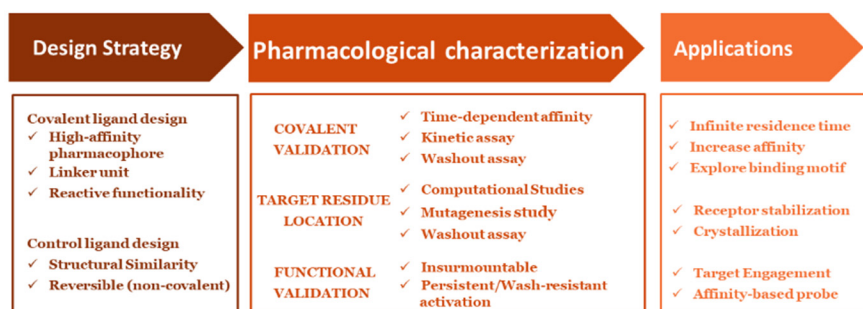 Design Strategy
Covalent ligand design
✓ High-affinity
pharmacophore
✓ Linker unit
✓ Reactive functionality
Control ligand design
✓ Structural Similarity
✓ Reversible (non-covalent)
Pharmacological characterization
COVALENT
VALIDATION
✓ Time-dependent affinity
✓ Kinetic assay
✓ Washout assay
TARGET RESIDUE
LOCATION
✓ Computational Studies
✓ Mutagenesis study
✓ Washout assay
FUNCTIONAL
VALIDATION
✓ Insurmountable
✓ Persistent/Wash-resistant
activation
Applications
✓ Infinite residence time
✓ Increase affinity
✓ Explore binding motif
✓ Receptor stabilization
✓ Crystallization
✓ Target Engagement
✓ Affinity-based probe